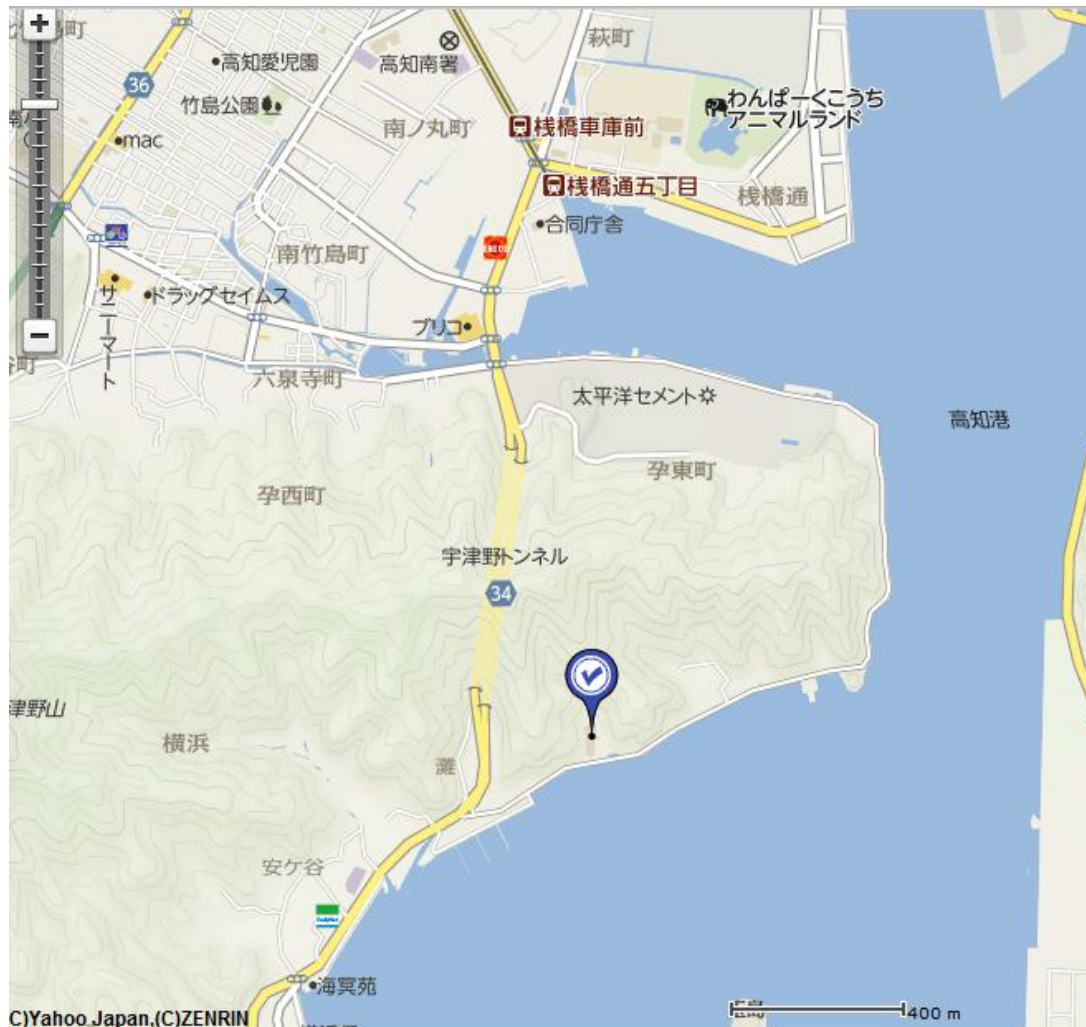 萩町
36
高知愛児園
高知南署
わんぱーくこうち
アニマルランド
竹島公園
南ノ丸町
桟橋車庫前
mac
桟橋通五丁目
桟橋通
合同庁舎
南竹島町
ENEOS
サニーマート
ドラッグセイムス
ブリコ
六泉寺町
太平洋セメント
高知港
孕東町
孕西町
宇津野トンネル
34
津野山
横浜
灘
安ケ谷
FamilyMart
海冥苑
C)Yahoo Japan,(C)ZENRIN
400 m